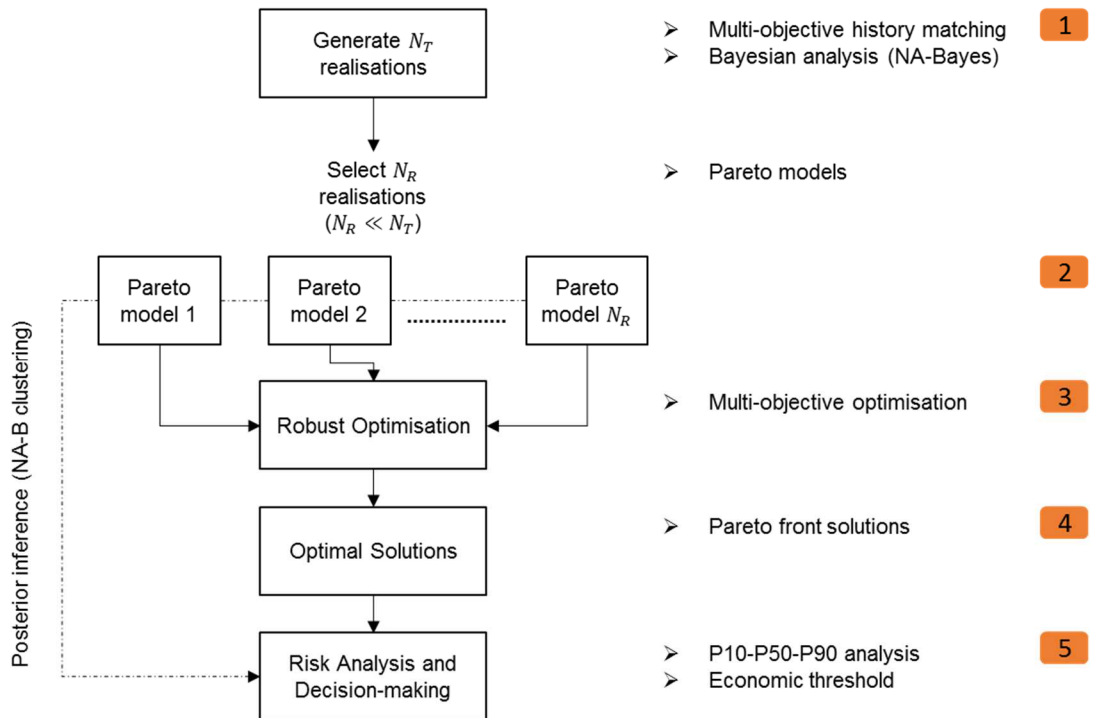 Generate N_T
realisations
➢ Multi-objective history matching
➢ Bayesian analysis (NA-Bayes)
1
Select N_R
realisations
(N_R ≪ N_T)
➢ Pareto models
2
Pareto
model 1
Pareto
model 2
.................
Pareto
model N_R
Posterior inference (NA-B clustering)
Robust Optimisation
➢ Multi-objective optimisation
3
Optimal Solutions
➢ Pareto front solutions
4
Risk Analysis and
Decision-making
➢ P10-P50-P90 analysis
➢ Economic threshold
5